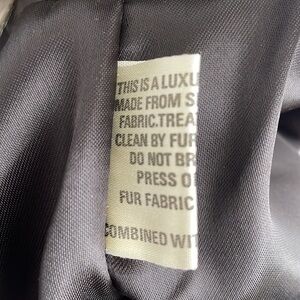 THIS IS A LUXU
MADE FROM S
FABRIC.TREA
CLEAN BY FUR
DO NOT BR
PRESS O
FUR FABRIC
COMBINED WIT